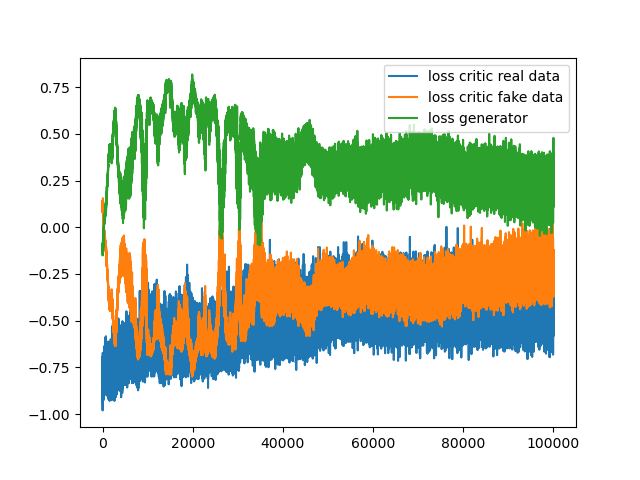 loss critic real data
loss critic fake data
loss generator
0.75
0.50
0.25
0.00
−0.25
−0.50
−0.75
−1.00
0 20000 40000 60000 80000 100000